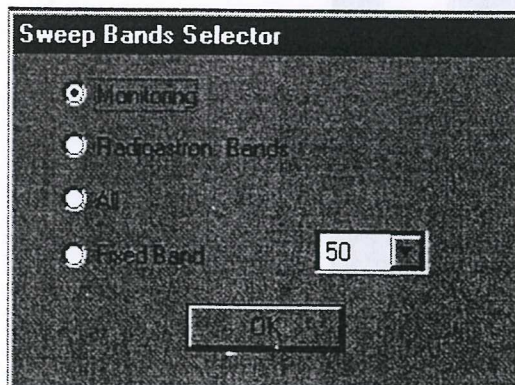 Sweep Bands Selector
Monitoring
Radioastron. Bands
All
Fixed Band 50
OK